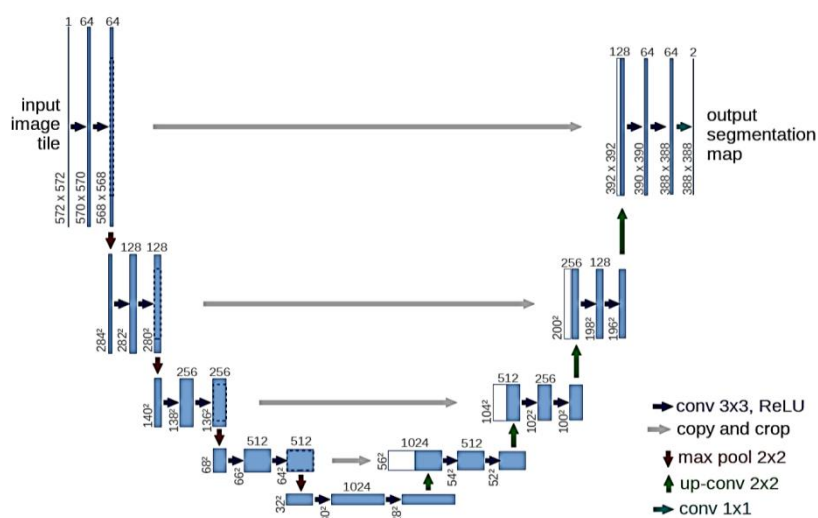 1 64 64
128 64 64 2
input
image
tile
output
segmentation
map
572 x 572
570 x 570
568 x 568
392 x 392
390 x 390
388 x 388
388 x 388
128 128
256 128
284²
282²
280²
200²
198²
196²
256 256
512 256
140²
138²
136²
104²
102²
100²
512 512
1024 512
68²
66²
64²
56²
54²
52²
1024
32²
conv 3x3, ReLU
copy and crop
max pool 2x2
up-conv 2x2
conv 1x1